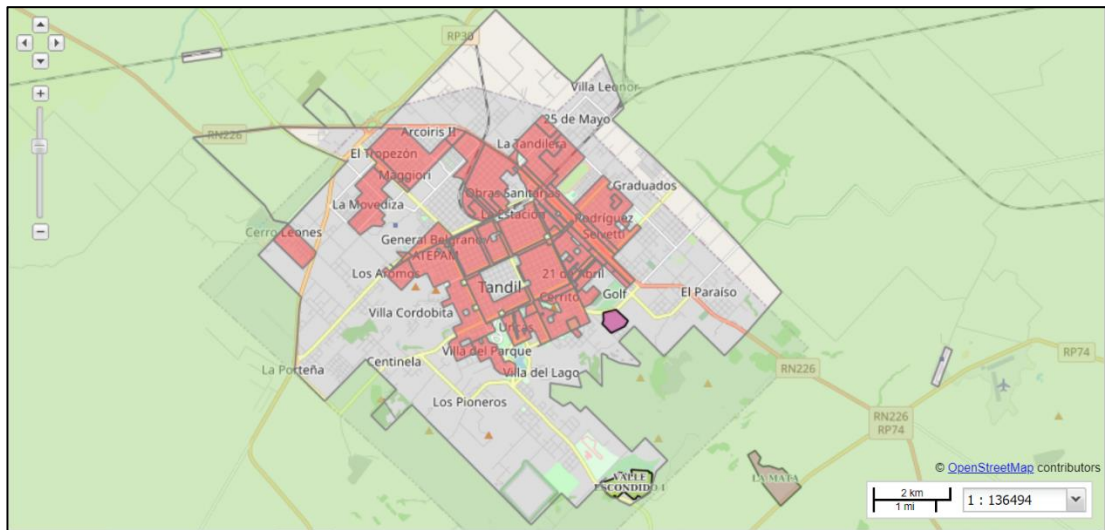 RP30
Villa Leonor
RN226
25 de Mayo
Arcoiris II
La Tandilera
El Tropezón
Maggiori
Graduados
Obras Sanitarias
La Movediza
La Estación
Rodríguez
Selvetti
Cerro Leones
General Belgrano
ATEPAM
Los Aromos
21 de Abril
Tandil
Golf
El Paraíso
Cerrito
Villa Cordobita
Uncas
Villa del Parque
RP74
Centinela
La Porteña
RN226
Villa del Lago
Los Pioneros
RN226
RP74
© OpenStreetMap contributors
VALLE
ESCONDIDO I
LA MATA
2 km
1 mi
1 : 136494